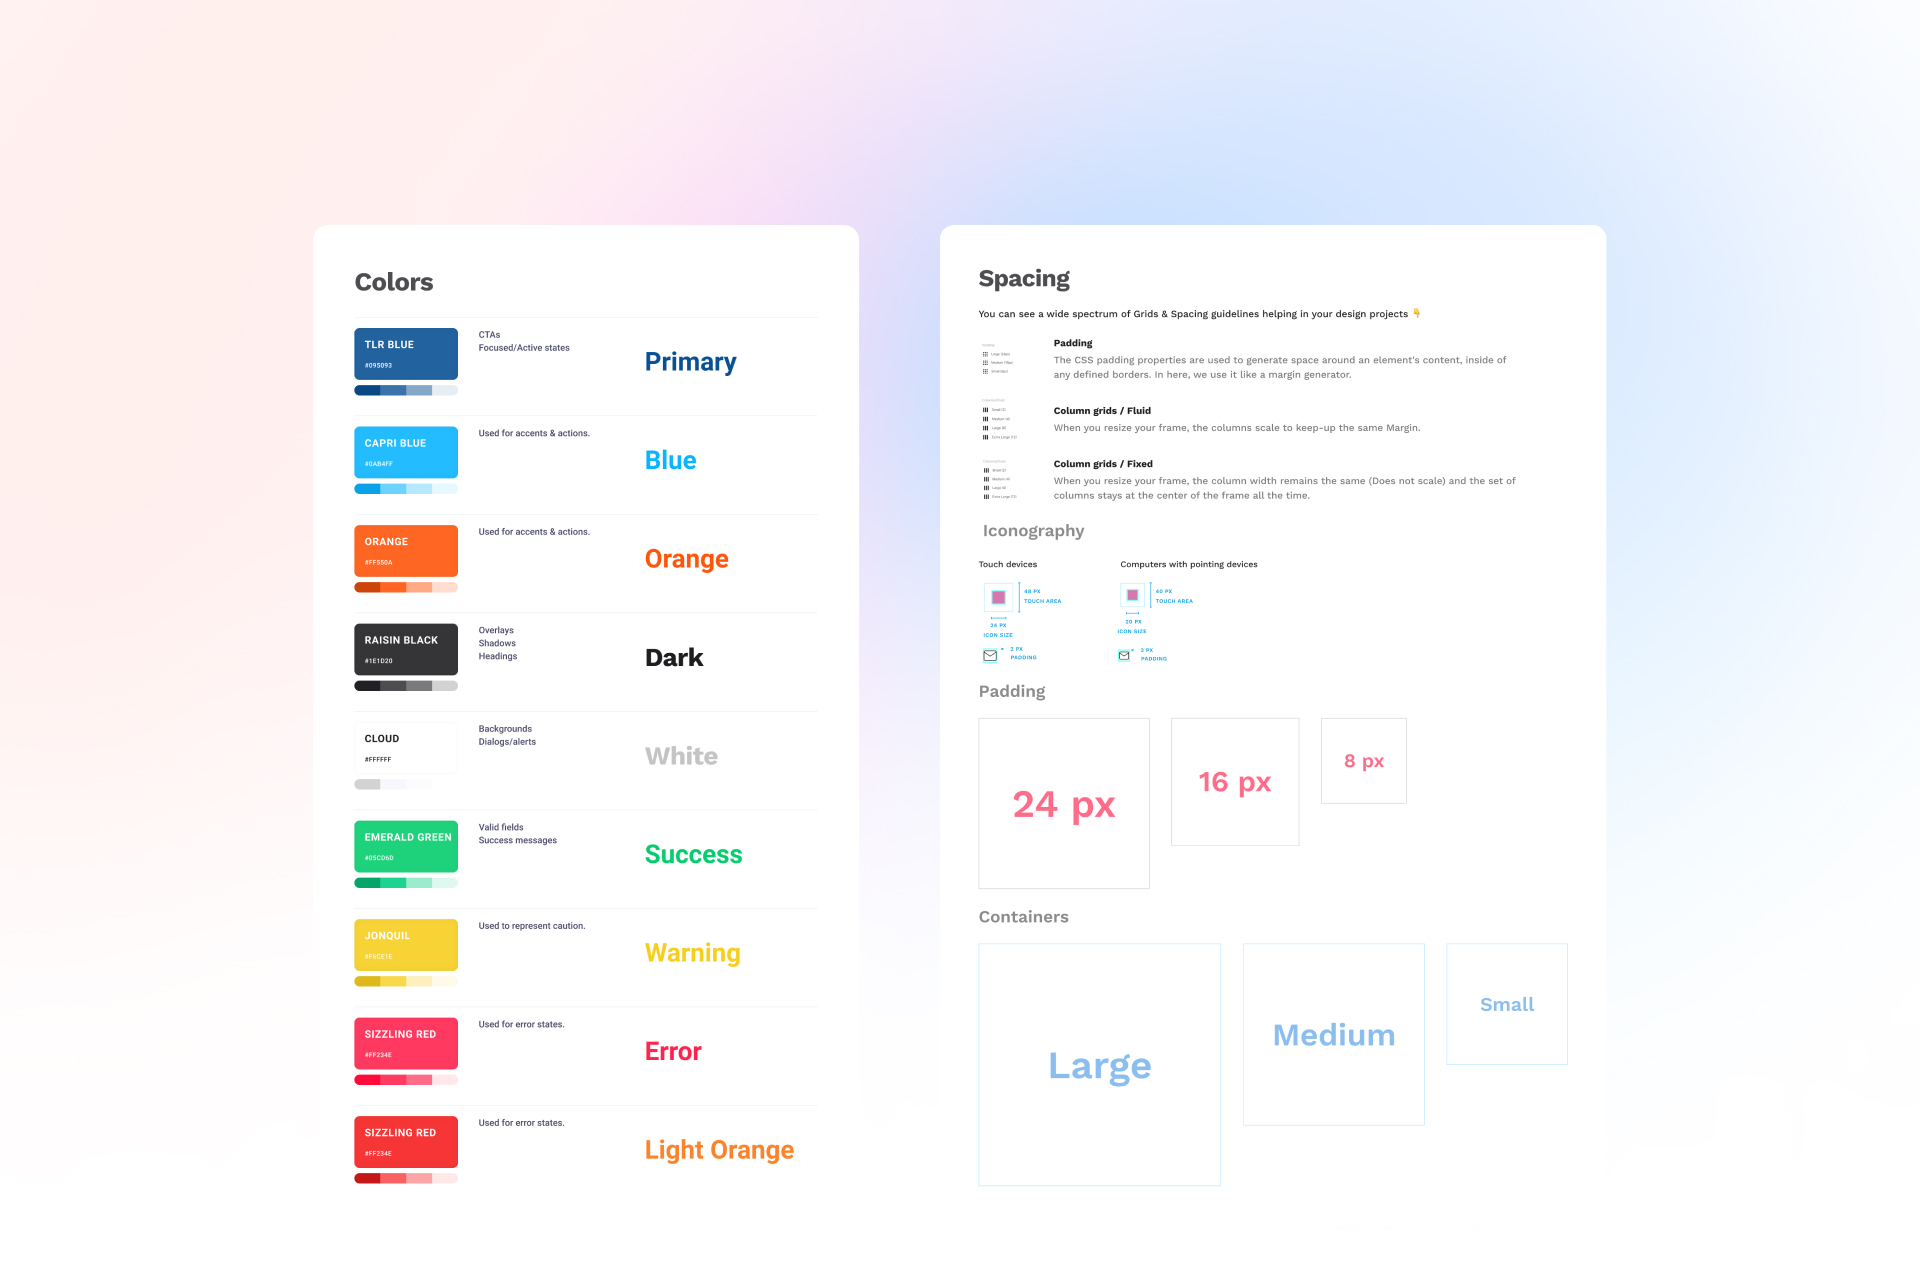 Colors
TLR BLUE
#095093
CTAs
Focused/Active states
Primary
CAPRI BLUE
#0AB4FF
Used for accents & actions.
Blue
ORANGE
#FF550A
Used for accents & actions.
Orange
RAISIN BLACK
#1E1D20
Overlays
Shadows
Headings
Dark
CLOUD
#FFFFFF
Backgrounds
Dialogs/alerts
White
EMERALD GREEN
#05CD6D
Valid fields
Success messages
Success
JONQUIL
Used to represent caution.
Warning
SIZZLING RED
#FF234E
Used for error states.
Error
SIZZLING RED
#FF234E
Used for error states.
Light Orange
Spacing
You can see a wide spectrum of Grids & Spacing guidelines helping in your design projects 👇
Padding
The CSS padding properties are used to generate space around an element's content, inside of
any defined borders. In here, we use it like a margin generator.
Column grids / Fluid
When you resize your frame, the columns scale to keep-up the same Margin.
Column grids / Fixed
When you resize your frame, the column width remains the same (Does not scale) and the set of
columns stays at the center of the frame all the time.
Iconography
Touch devices
48 PX
TOUCH AREA
24 PX
ICON SIZE
2 PX
PADDING
Computers with pointing devices
40 PX
TOUCH AREA
20 PX
ICON SIZE
2 PX
PADDING
Padding
24 px
16 px
8 px
Containers
Large
Medium
Small